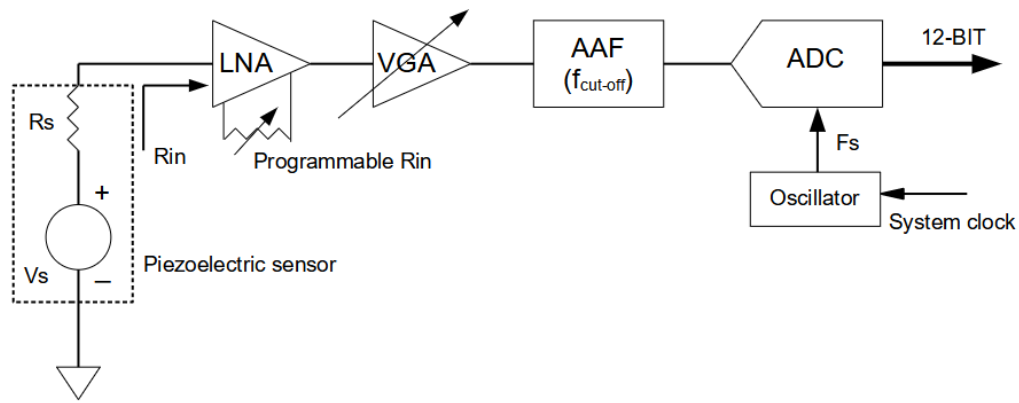 LNA
VGA
AAF
(fcut-off)
ADC
12-BIT
Rs
Rin
Programmable Rin
Fs
Oscillator
System clock
+
Vs
–
Piezoelectric sensor